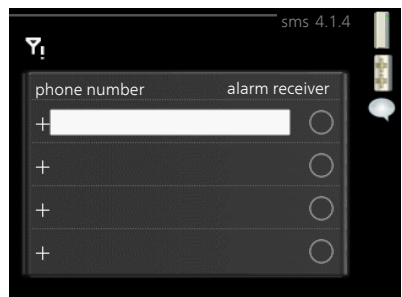 sms 4.1.4
phone number alarm receiver
+
+
+
+